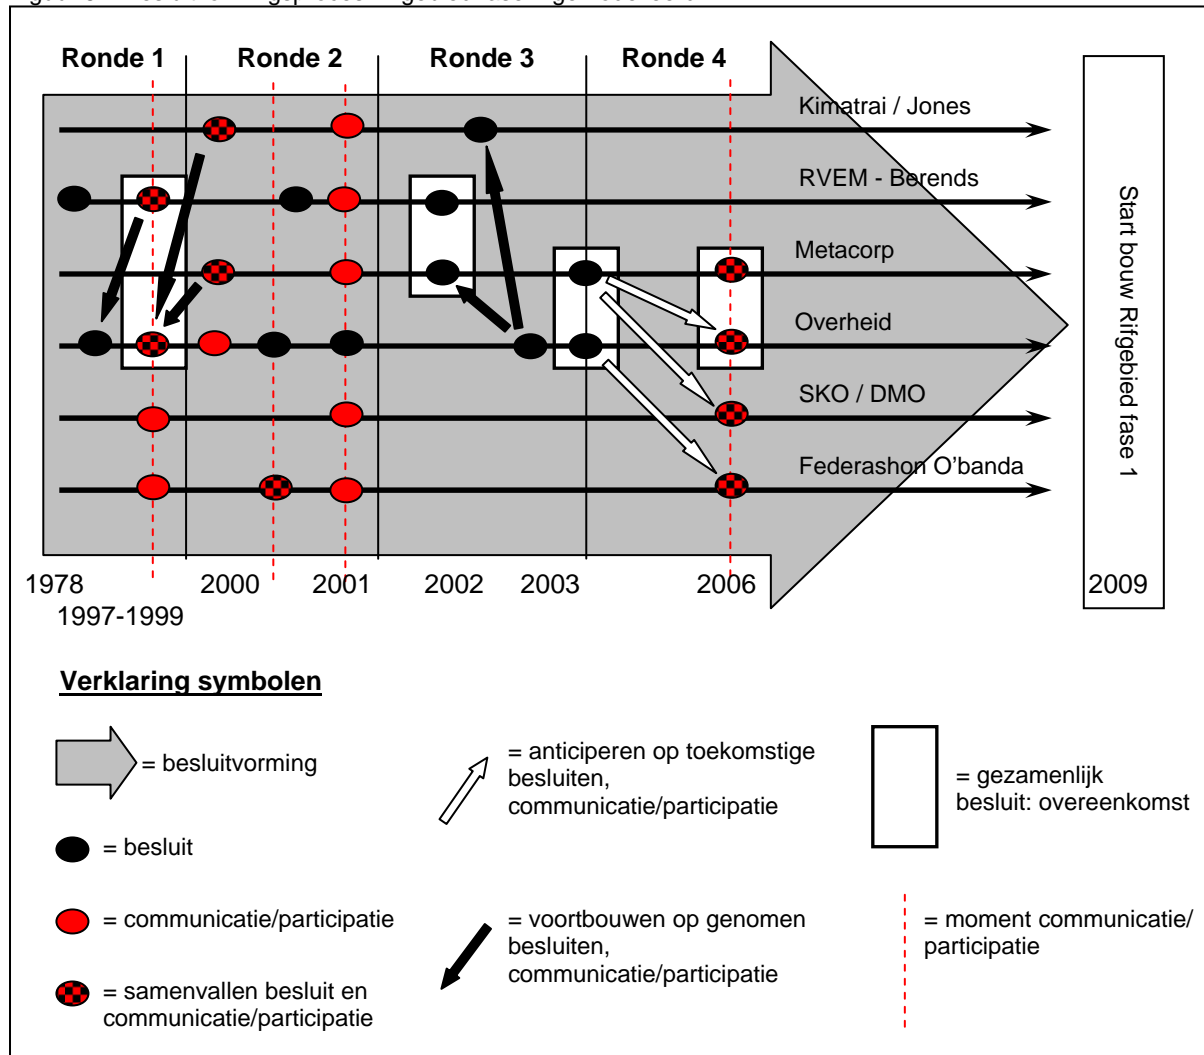 Ronde 1
Ronde 2
Ronde 3
Ronde 4
Kimatrai / Jones
RVEM - Berends
Metacorp
Overheid
SKO / DMO
Federashon O'banda
Start bouw Rifgebied fase 1
1978
1997-1999
2000
2001
2002
2003
2006
2009
Verklaring symbolen
= besluitvorming
= besluit
= communicatie/participatie
= samenvallen besluit en
communicatie/participatie
= anticiperen op toekomstige
besluiten,
communicatie/participatie
= voortbouwen op genomen
besluiten,
communicatie/participatie
= gezamenlijk
besluit: overeenkomst
= moment communicatie/
participatie